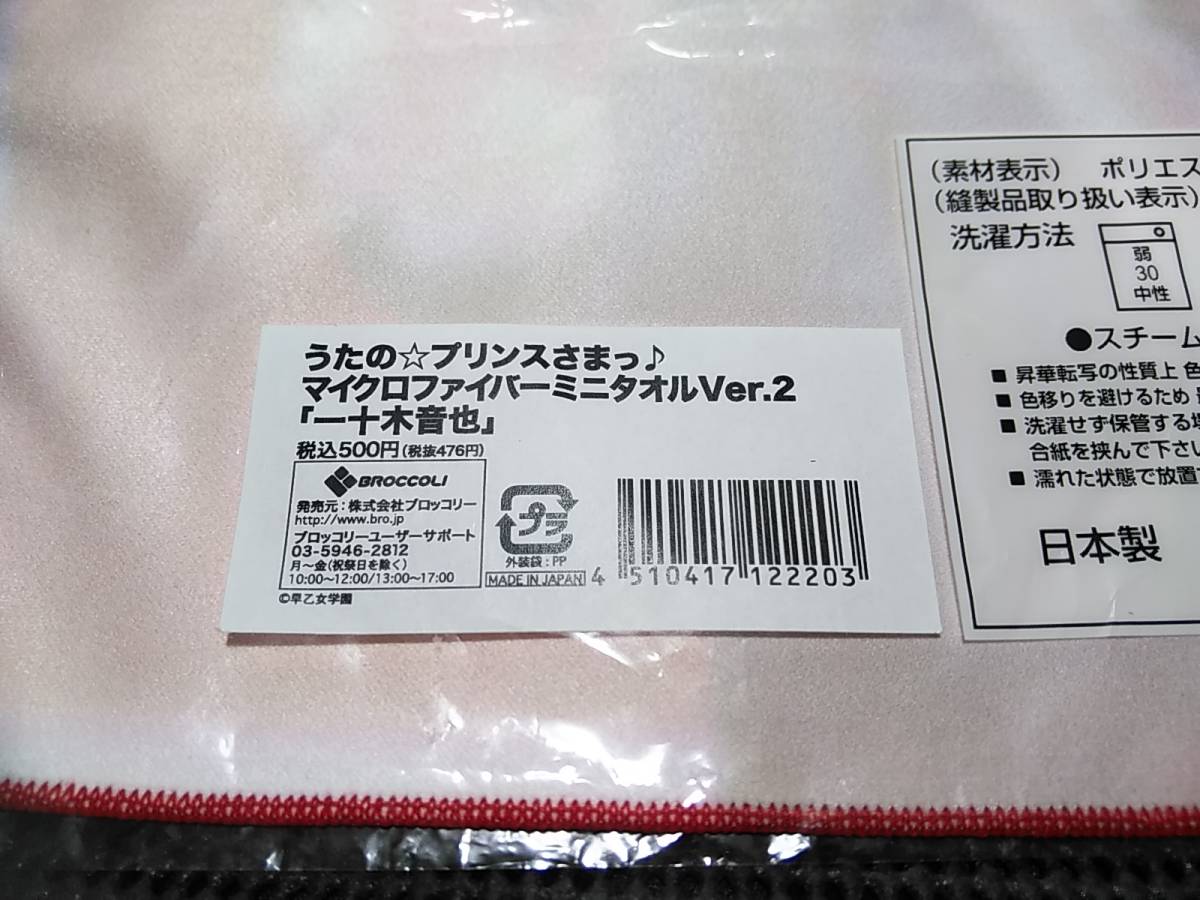 うたの☆プリンスさまっ♪
マイクロファイバーミニタオルVer.2
「一十木音也」
税込500円(税抜476円)
BROCCOLI
発売元：株式会社ブロッコリー
http://www.bro.jp
ブロッコリーユーザーサポート
03-5946-2812
月～金(祝祭日を除く)
10:00～12:00/13:00～17:00
©早乙女学園
プラ
外装袋：PP
MADE IN JAPAN
4 510417 122203
(素材表示) ポリエス
(縫製品取り扱い表示)
洗濯方法
弱
30
中性
●スチーム
■ 昇華転写の性質上 色
■ 色移りを避けるため
■ 洗濯せず保管する場
合紙を挟んで下さい
■ 濡れた状態で放置
日本製